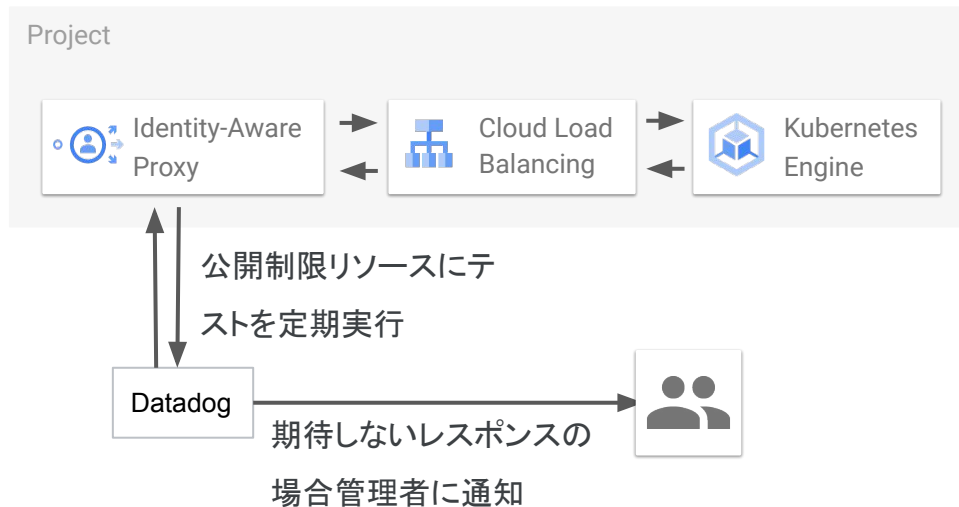 Project
Identity-Aware
Proxy
Cloud Load
Balancing
Kubernetes
Engine
公開制限リソースにテ
ストを定期実行
Datadog
期待しないレスポンスの
場合管理者に通知